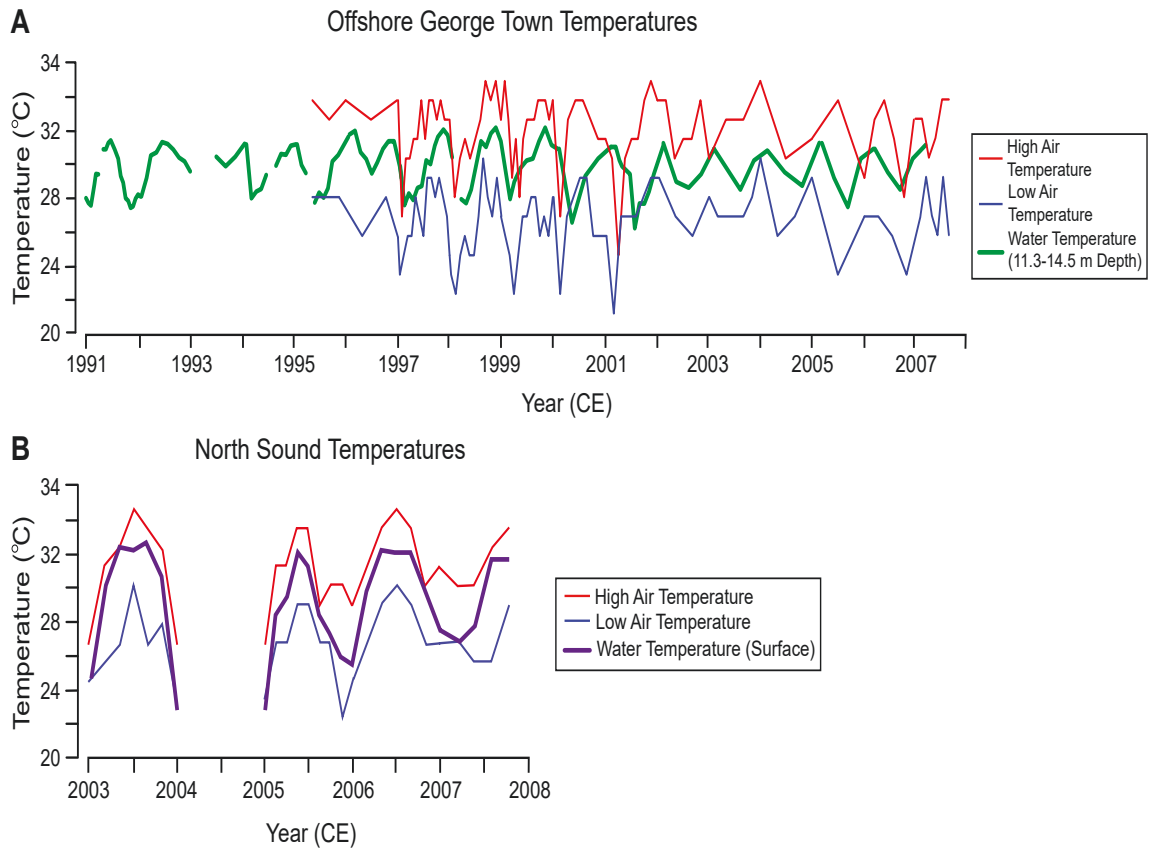 A
Offshore George Town Temperatures
34
32
28
24
20
Temperature (°C)
1991
1993
1995
1997
1999
2001
2003
2005
2007
Year (CE)
High Air
Temperature
Low Air
Temperature
Water Temperature
(11.3-14.5 m Depth)
B
North Sound Temperatures
34
32
28
24
20
Temperature (°C)
2003
2004
2005
2006
2007
2008
Year (CE)
High Air Temperature
Low Air Temperature
Water Temperature (Surface)